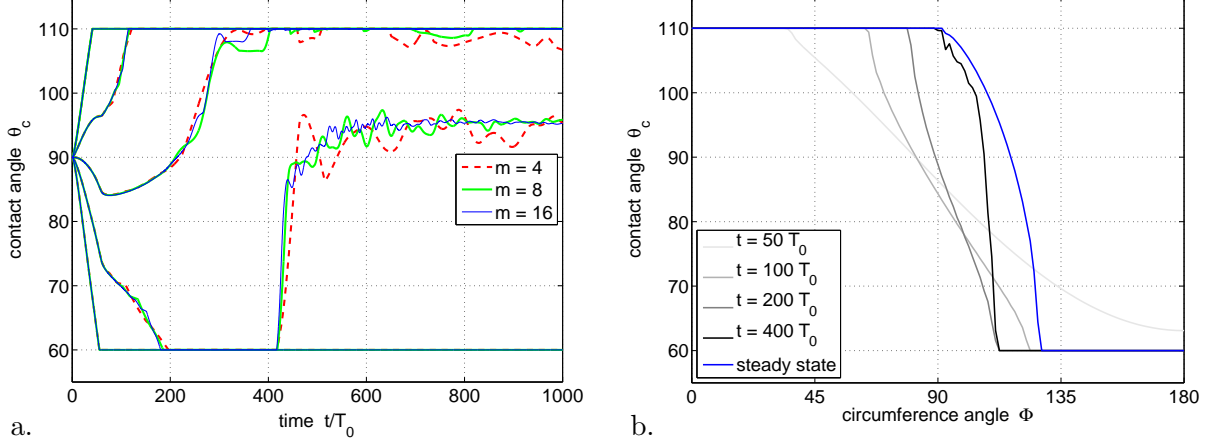 110
100
90
80
70
60
contact angle θc
0
200
400
600
800
1000
time t/T0
m = 4
m = 8
m = 16
a.
110
100
90
80
70
60
contact angle θc
0
45
90
135
180
circumference angle Φ
t = 50 T0
t = 100 T0
t = 200 T0
t = 400 T0
steady state
b.